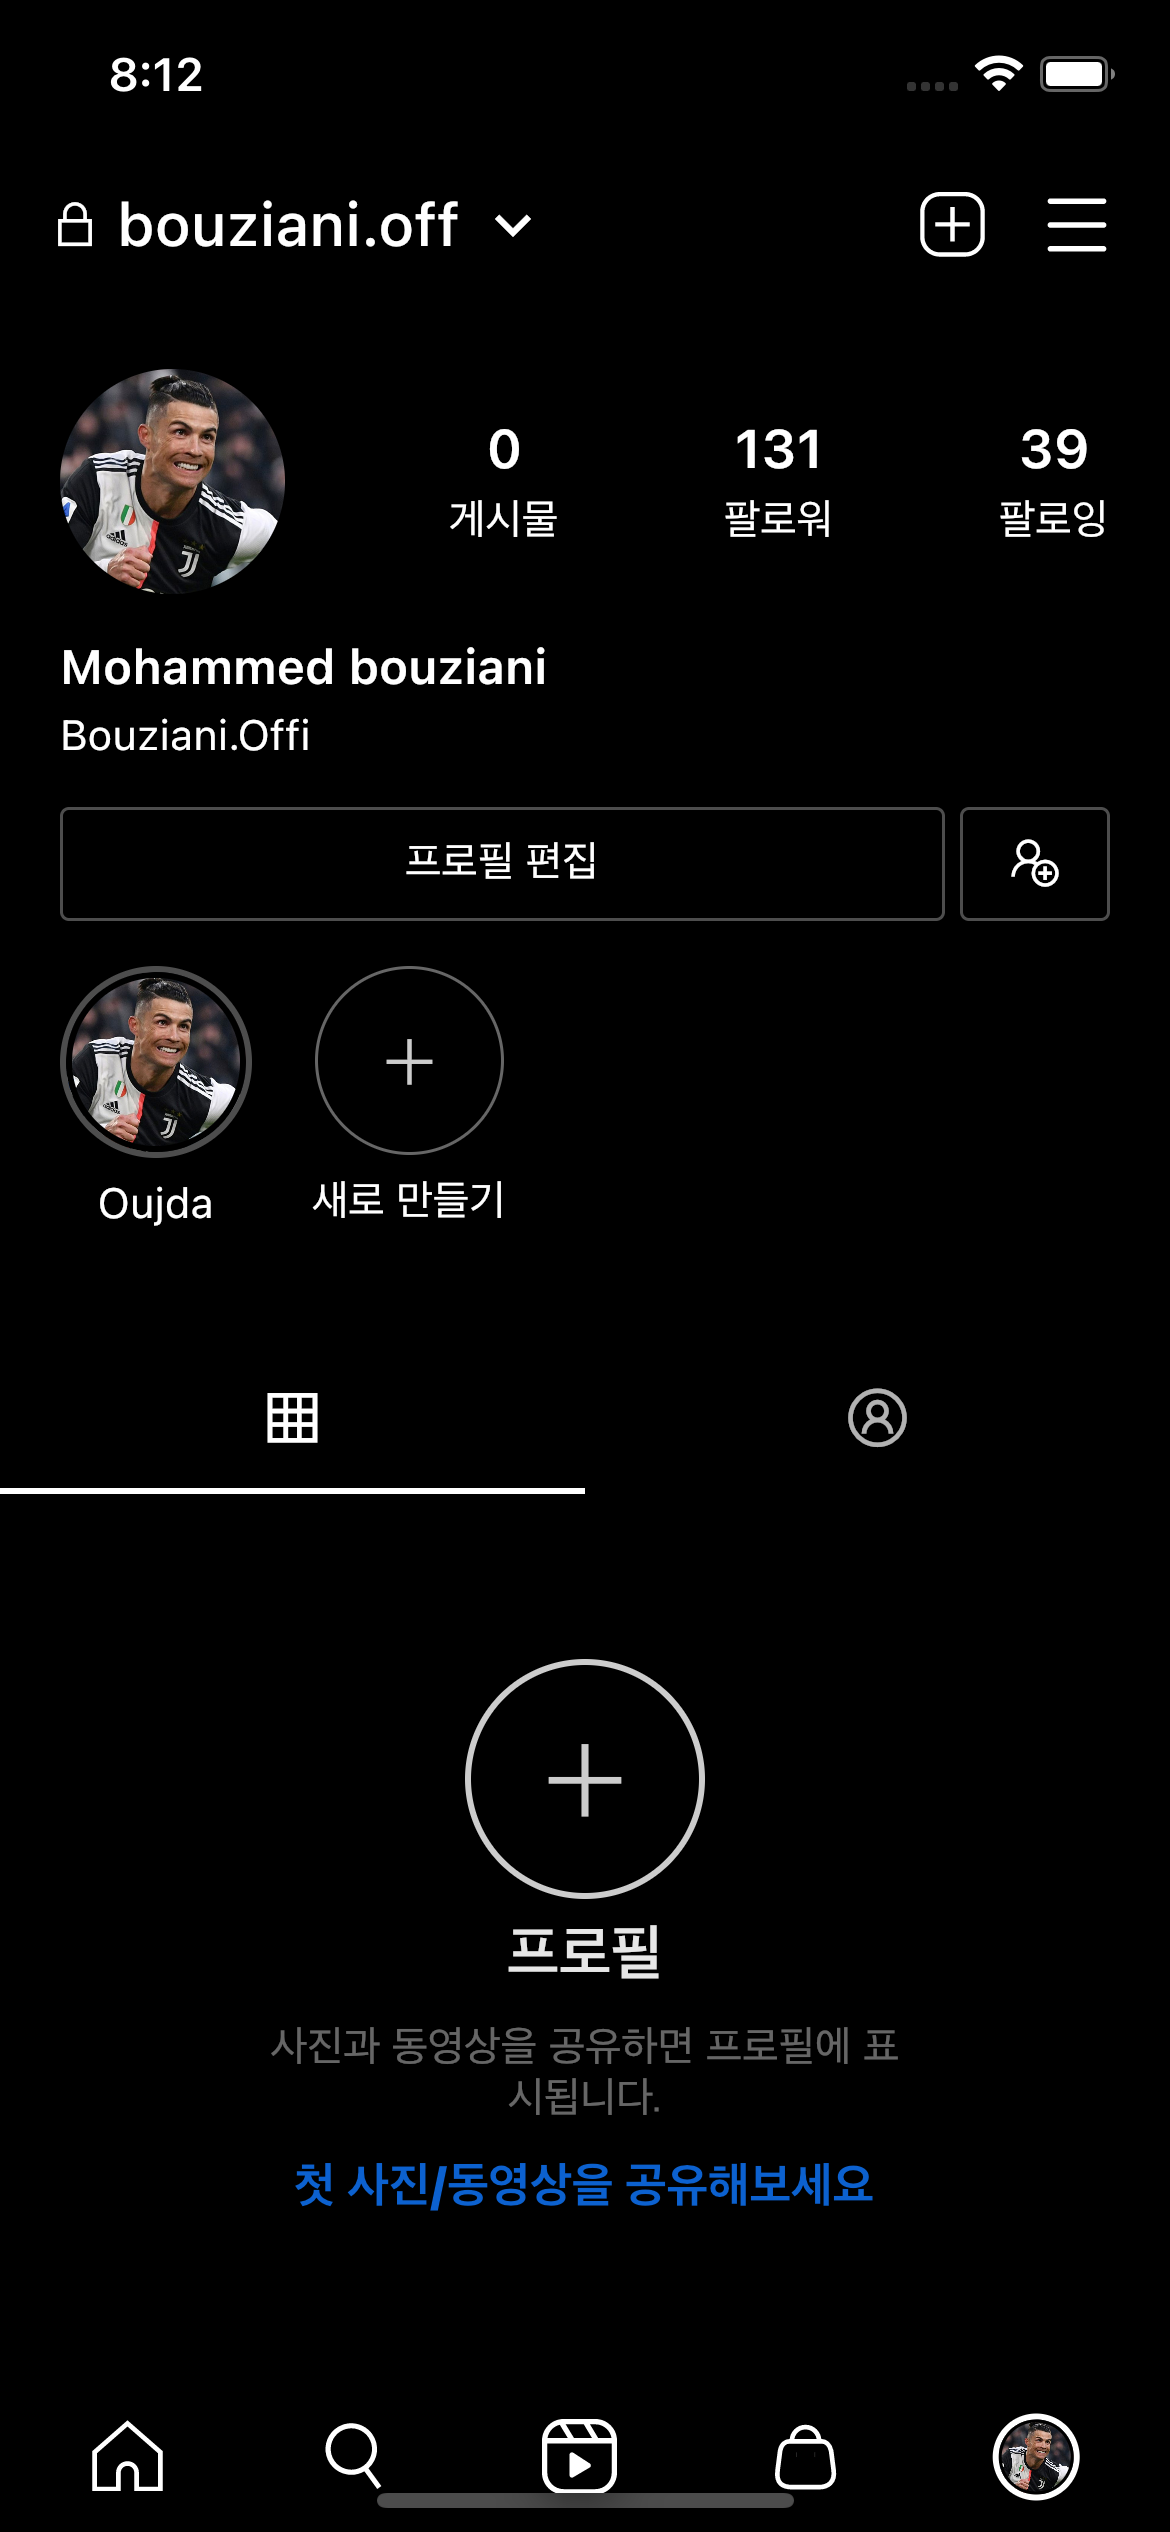 8:12
bouziani.off
0 131 39
게시물 팔로워 팔로잉
Mohammed bouziani
Bouziani.Offi
프로필 편집
Oujda 새로 만들기
프로필
사진과 동영상을 공유하면 프로필에 표
시됩니다.
첫 사진/동영상을 공유해보세요